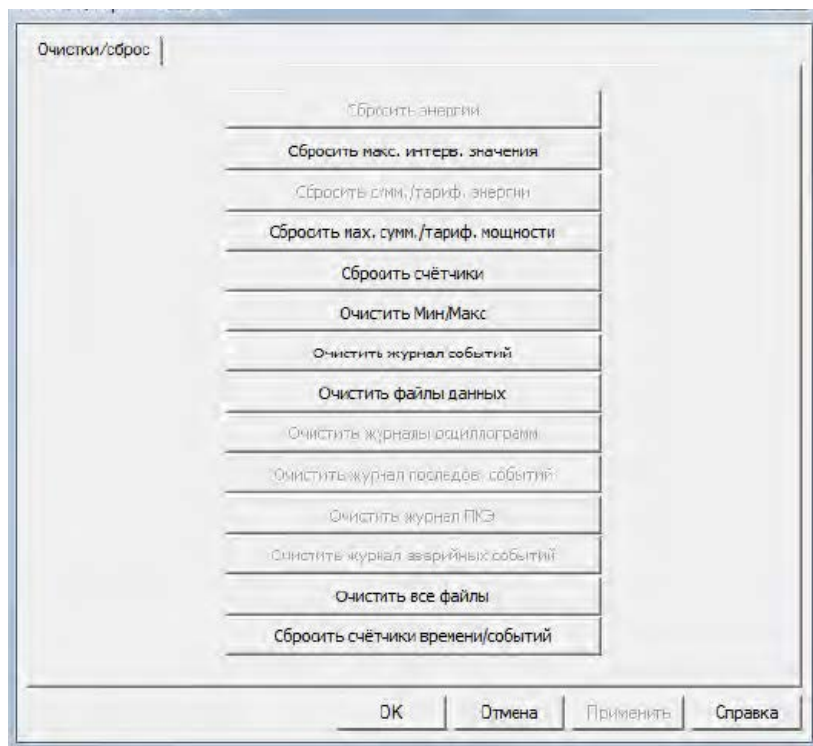 Очистки/сброс
Сбросить энергии
Сбросить макс. интерв. значения
Сбросить сумм./тариф. энергии
Сбросить мах. сумм./тариф. мощности
Сбросить счётчики
Очистить Мин/Макс
Очистить журнал событий
Очистить файлы данных
Очистить журналы осциллограмм
Очистить журнал последов. событий
Очистить журнал ПКЭ
Очистить журнал аварийных событий
Очистить все файлы
Сбросить счётчики времени/событий
OK Отмена Применить Справка